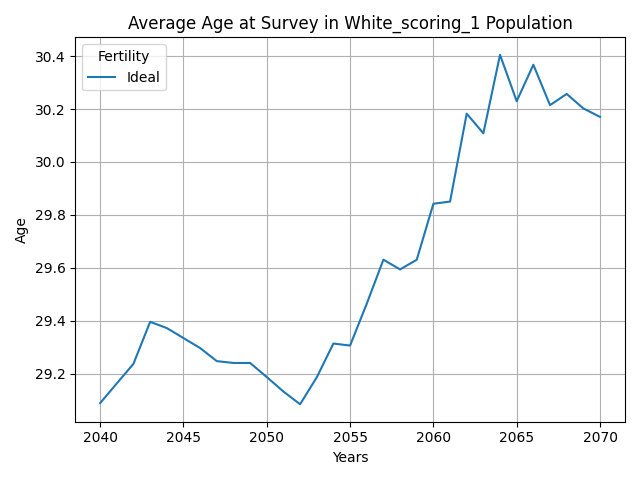 Average Age at Survey in White_scoring_1 Population
Fertility
Ideal
30.4
30.2
30.0
29.8
29.6
29.4
29.2
Age
2040 2045 2050 2055 2060 2065 2070
Years